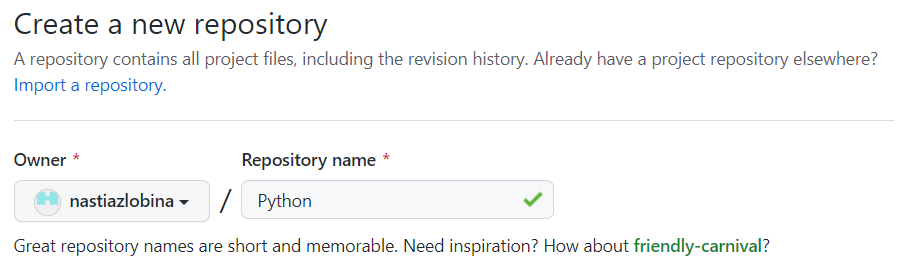 Create a new repository
A repository contains all project files, including the revision history. Already have a project repository elsewhere?
Import a repository.
Owner * Repository name *
nastiazlobina / Python
Great repository names are short and memorable. Need inspiration? How about friendly-carnival?